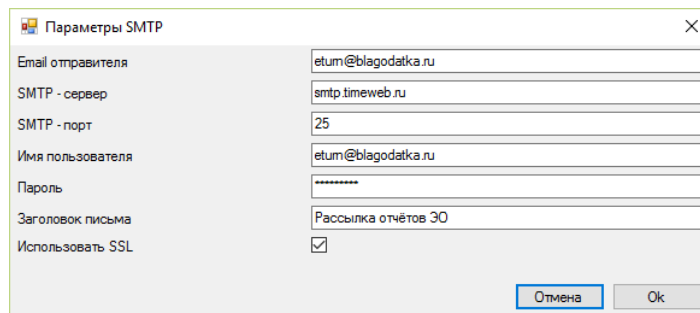 Параметры SMTP
Email отправителя eturn@blagodatka.ru
SMTP - сервер smtp.timeweb.ru
SMTP - порт 25
Имя пользователя eturn@blagodatka.ru
Пароль *********
Заголовок письма Рассылка отчётов ЭО
Использовать SSL
Отмена Ok